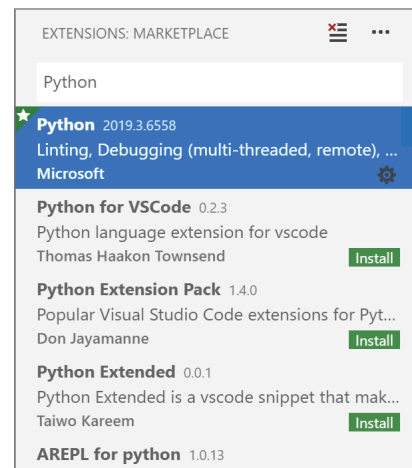 EXTENSIONS: MARKETPLACE
Python
Python 2019.3.6558
Linting, Debugging (multi-threaded, remote), ...
Microsoft
Python for VSCode 0.2.3
Python language extension for vscode
Thomas Haakon Townsend Install
Python Extension Pack 1.4.0
Popular Visual Studio Code extensions for Pyt...
Don Jayamanne Install
Python Extended 0.0.1
Python Extended is a vscode snippet that mak...
Taiwo Kareem Install
AREPL for python 1.0.13